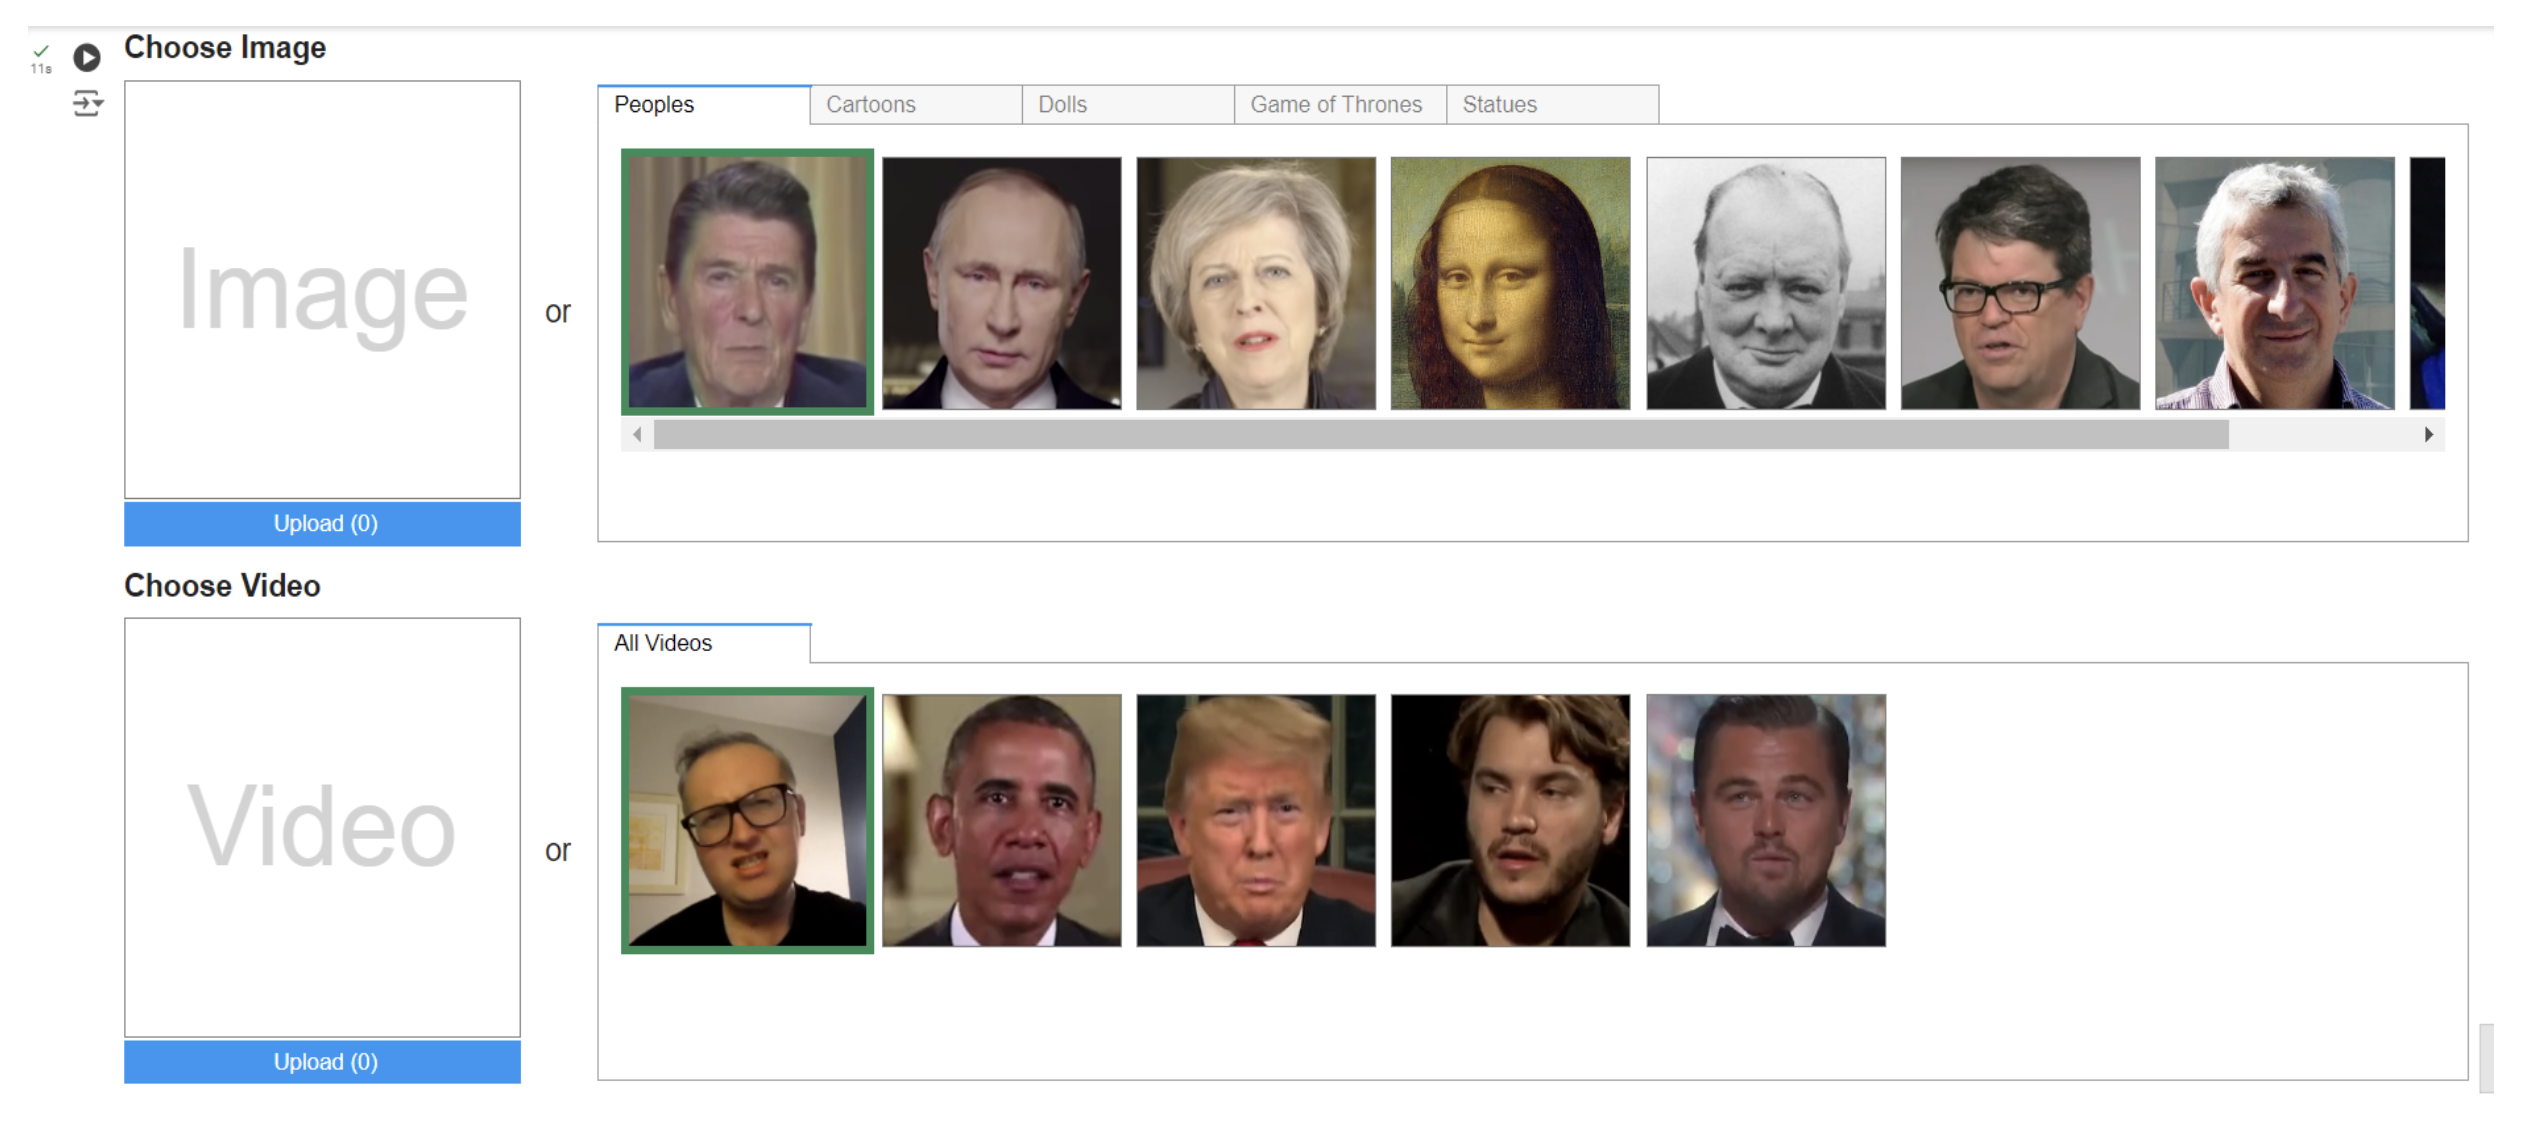 Choose Image
11s
Peoples
Cartoons
Dolls
Game of Thrones
Statues
Image
or
Upload (0)
Choose Video
All Videos
Video
or
Upload (0)